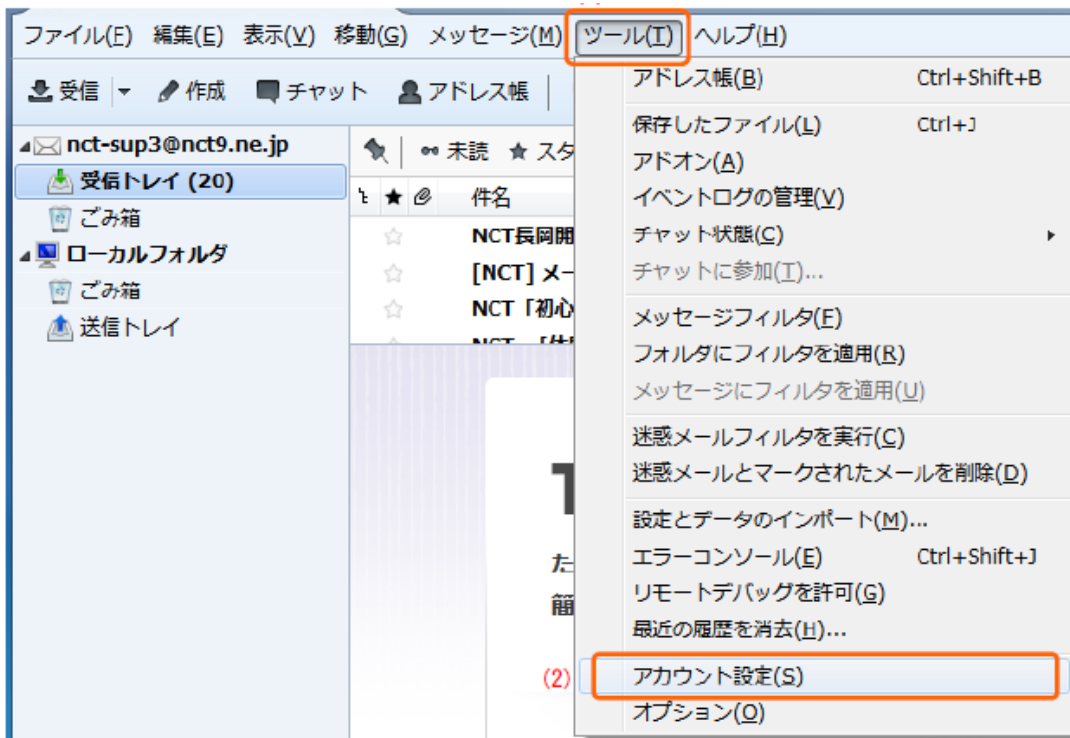 ファイル(F) 編集(E) 表示(V) 移動(G) メッセージ(M) ツール(T) ヘルプ(H)
受信 作成 チャット アドレス帳
nct-sup3@nct9.ne.jp
受信トレイ (20)
ごみ箱
ローカルフォルダ
ごみ箱
送信トレイ
未読 スタ
件名
NCT長岡開
[NCT] メー
NCT「初心
NCT
T
た
簡
(2)
アドレス帳(B) Ctrl+Shift+B
保存したファイル(L) Ctrl+J
アドオン(A)
イベントログの管理(V)
チャット状態(C)
チャットに参加(T)...
メッセージフィルタ(F)
フォルダにフィルタを適用(R)
メッセージにフィルタを適用(U)
迷惑メールフィルタを実行(C)
迷惑メールとマークされたメールを削除(D)
設定とデータのインポート(M)...
エラーコンソール(E) Ctrl+Shift+J
リモートデバッグを許可(G)
最近の履歴を消去(H)...
アカウント設定(S)
オプション(O)